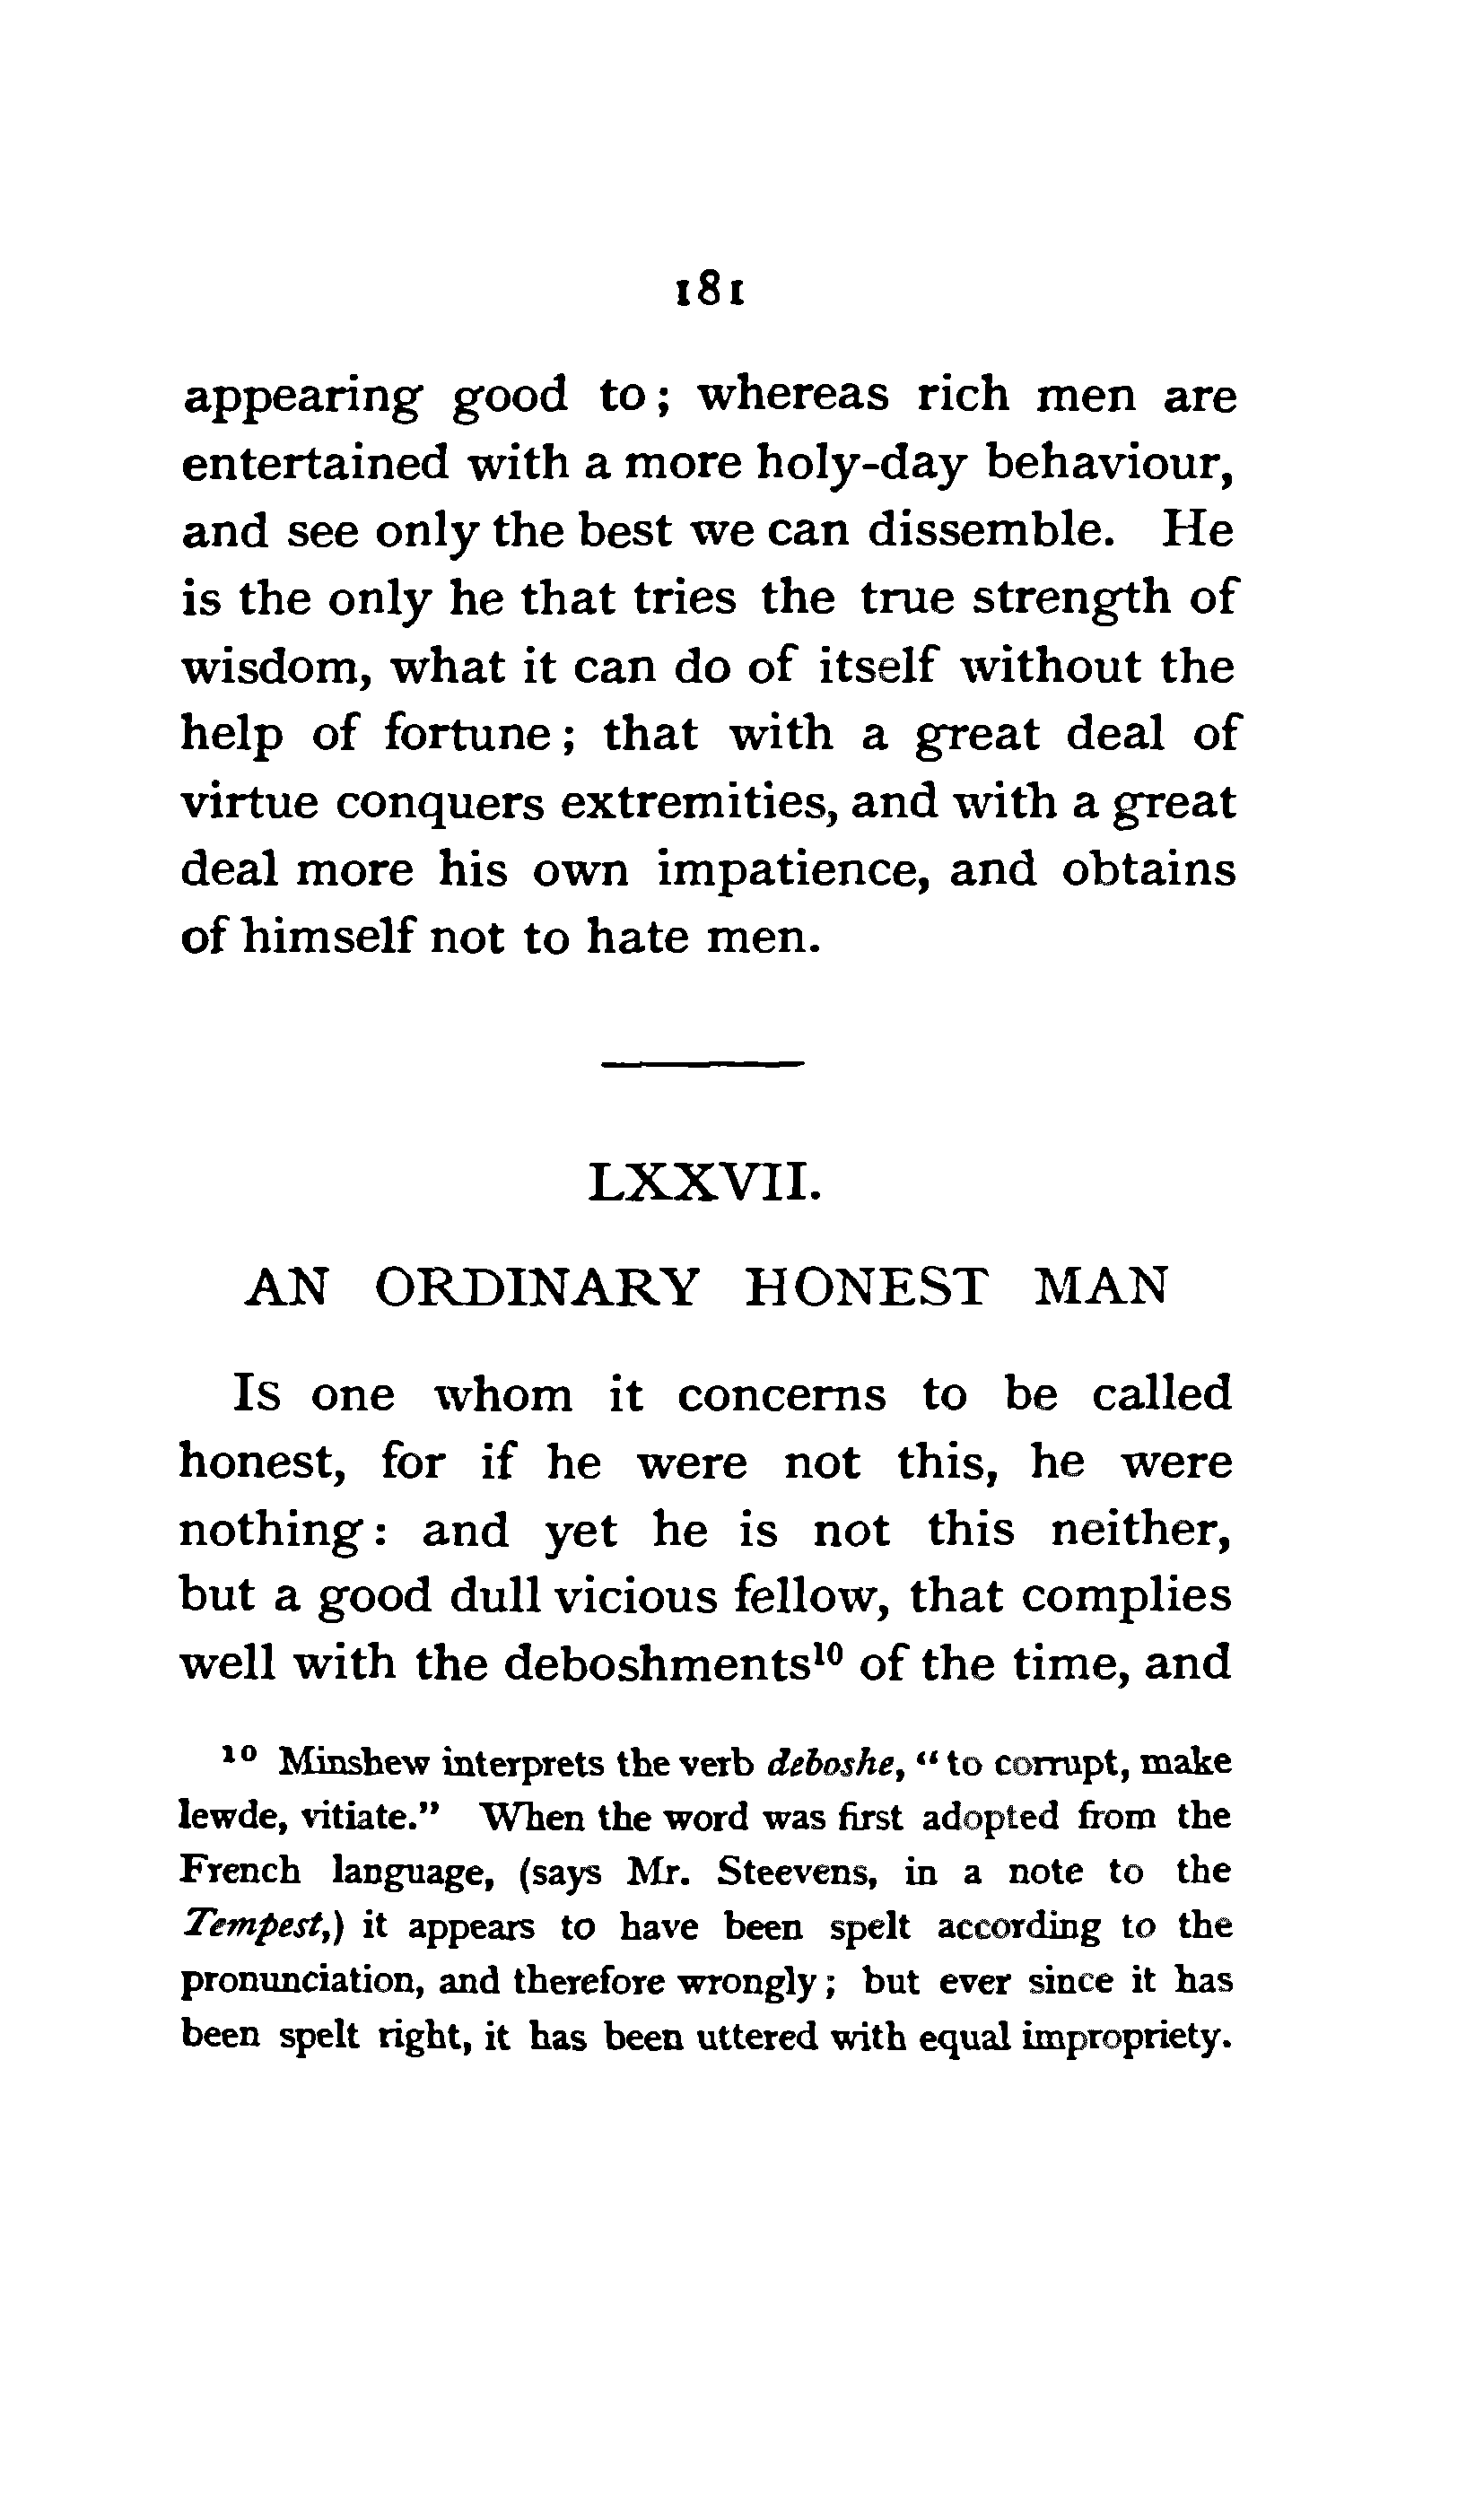 181
appearing good to; whereas rich men are
entertained with a more holy-day behaviour,
and see only the best we can dissemble. He
is the only he that tries the true strength of
wisdom, what it can do of itself without the
help of fortune; that with a great deal of
virtue conquers extremities, and with a great
deal more his own impatience, and obtains
of himself not to hate men.
LXXVII.
AN ORDINARY HONEST MAN
Is one whom it concerns to be called
honest, for if he were not this, he were
nothing: and yet he is not this neither,
but a good dull vicious fellow, that complies
well with the deboshments¹⁰ of the time, and
¹⁰ Minshew interprets the verb deboshe, "to corrupt, make
lewde, vitiate." When the word was first adopted from the
French language, (says Mr. Steevens, in a note to the
Tempest,) it appears to have been spelt according to the
pronunciation, and therefore wrongly; but ever since it has
been spelt right, it has been uttered with equal impropriety.